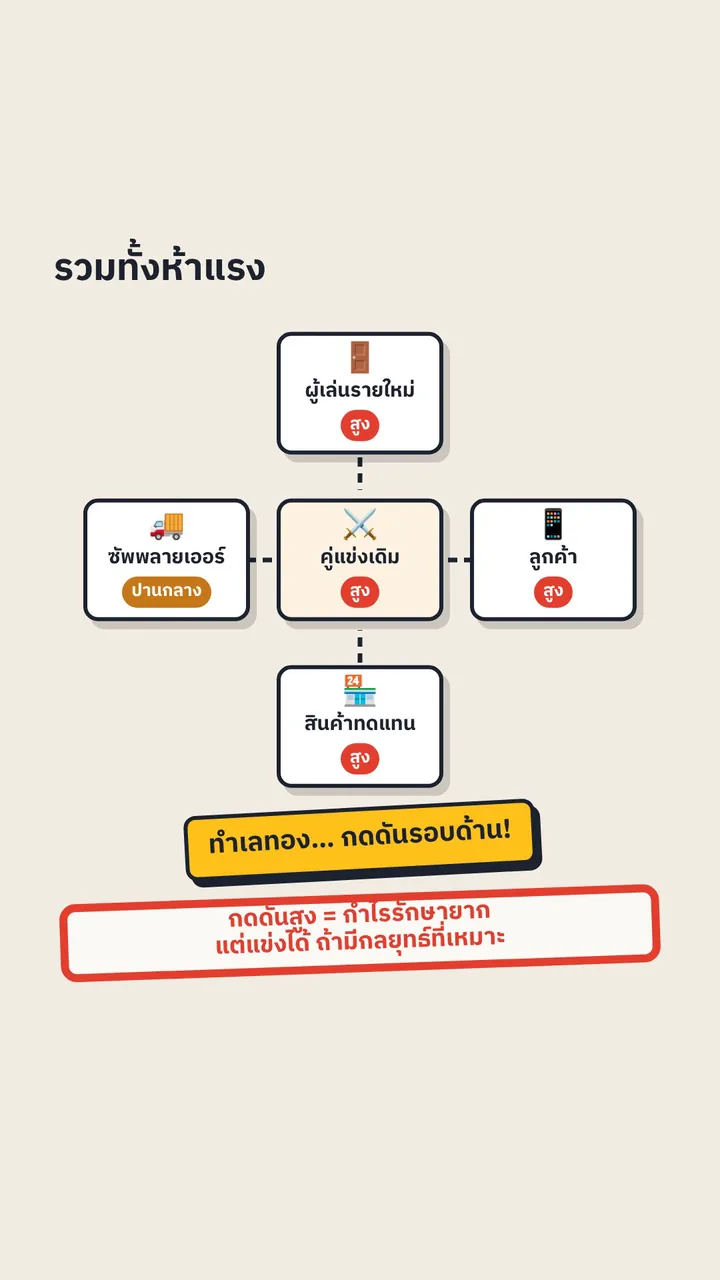 รวมทั้งห้าแรง
ผู้เล่นรายใหม่
สูง
ซัพพลายเออร์
ปานกลาง
คู่แข่งเดิม
สูง
ลูกค้า
สูง
24
สินค้าทดแทน
สูง
ทำเลทอง... กดดันรอบด้าน!
กดดันสูง = กำไรรักษายาก
แต่แข่งได้ ถ้ามีกลยุทธ์ที่เหมาะ